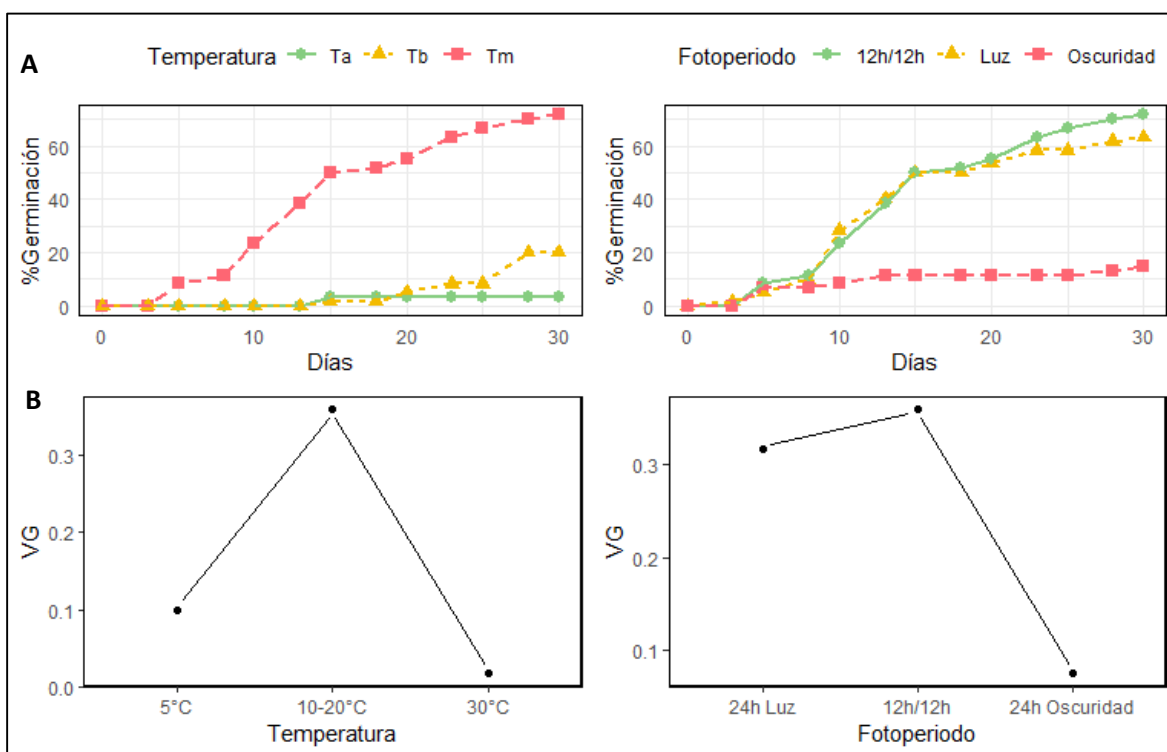 A
Temperatura Ta Tb Tm
%Germinación
60
40
20
0
0 10 20 30
Días
Fotoperiodo 12h/12h Luz Oscuridad
%Germinación
60
40
20
0
0 10 20 30
Días
B
VG
0.3
0.2
0.1
0.0
5°C 10-20°C 30°C
Temperatura
VG
0.3
0.2
0.1
24h Luz 12h/12h 24h Oscuridad
Fotoperiodo